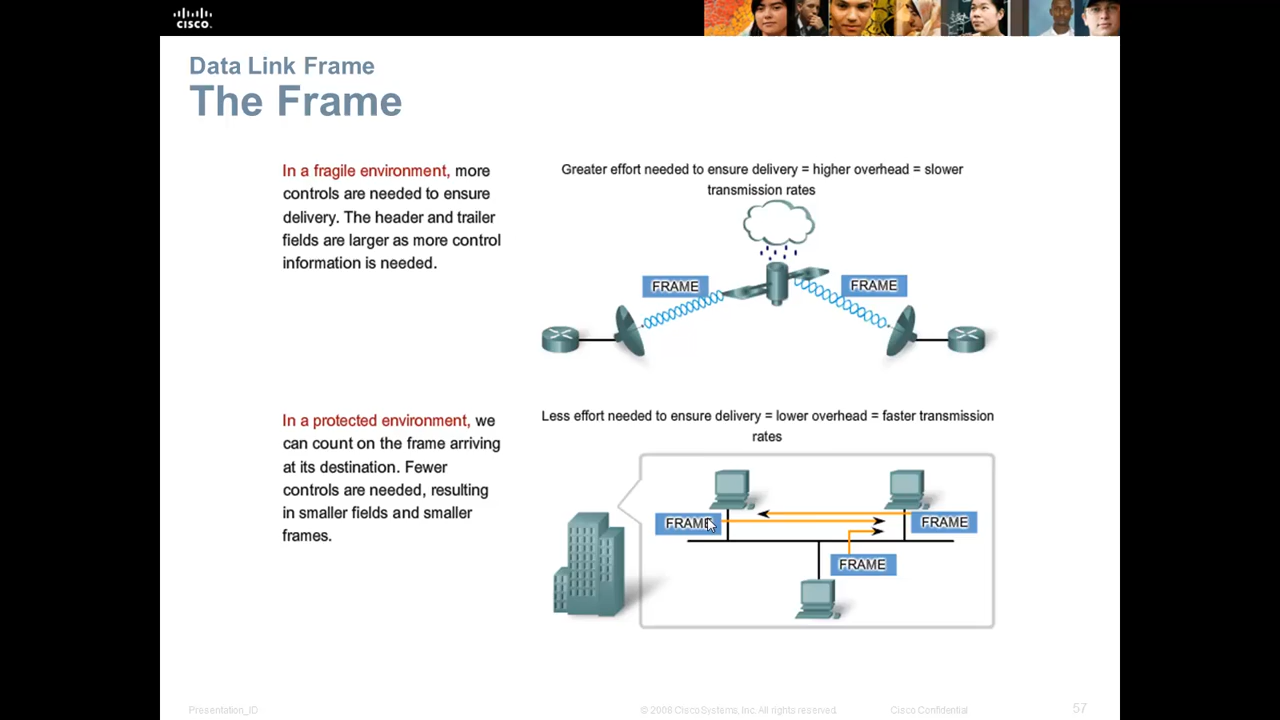 CISCO.
Data Link Frame
The Frame
In a fragile environment, more
controls are needed to ensure
delivery. The header and trailer
fields are larger as more control
information is needed.
Greater effort needed to ensure delivery = higher overhead = slower
transmission rates
FRAME
FRAME
In a protected environment, we
can count on the frame arriving
at its destination. Fewer
controls are needed, resulting
in smaller fields and smaller
frames.
Less effort needed to ensure delivery = lower overhead = faster transmission
rates
FRAME
FRAME
FRAME
Presentation_ID
© 2008 Cisco Systems, Inc. All rights reserved.
Cisco Confidential
57